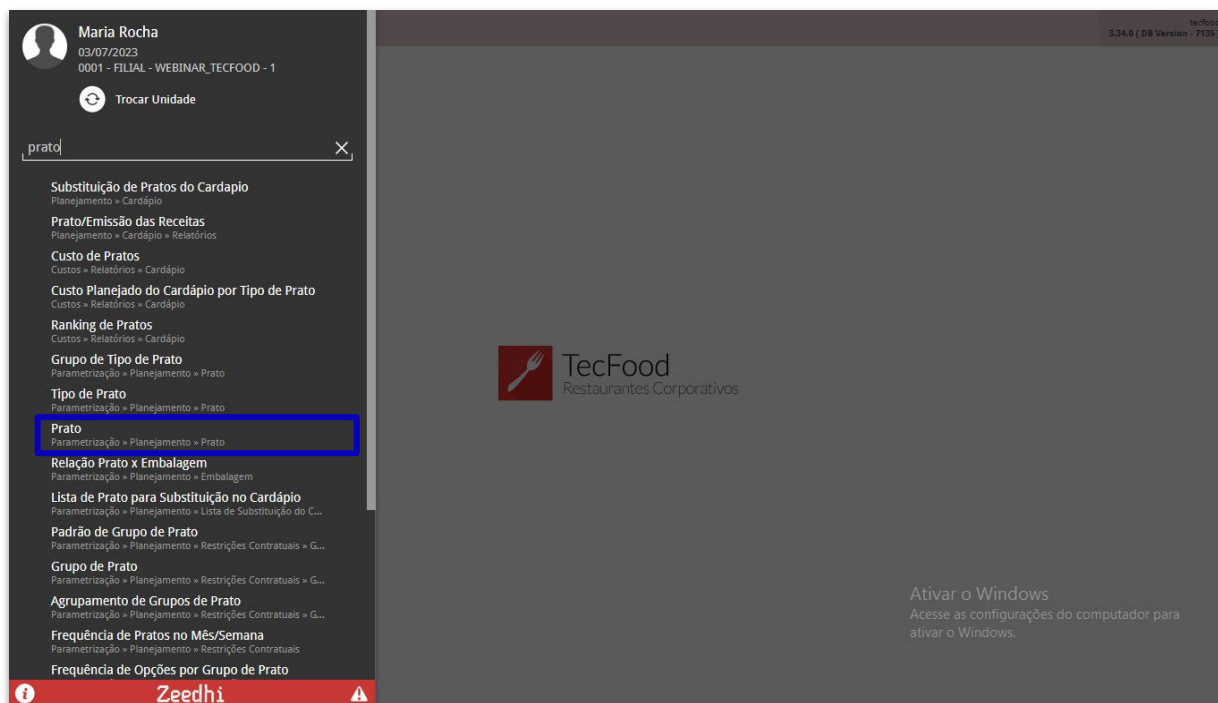 Maria Rocha
03/07/2023
0001 - FILIAL - WEBINAR_TECFOOD - 1
Trocar Unidade
prato
Substituição de Pratos do Cardapio
Planejamento » Cardápio
Prato/Emissão das Receitas
Planejamento » Cardápio » Relatórios
Custo de Pratos
Custos » Relatórios » Cardápio
Custo Planejado do Cardápio por Tipo de Prato
Custos » Relatórios » Cardápio
Ranking de Pratos
Custos » Relatórios » Cardápio
Grupo de Tipo de Prato
Parametrização » Planejamento » Prato
Tipo de Prato
Parametrização » Planejamento » Prato
Prato
Parametrização » Planejamento » Prato
Relação Prato x Embalagem
Parametrização » Planejamento » Embalagem
Lista de Prato para Substituição no Cardápio
Parametrização » Planejamento » Lista de Substituição do C...
Padrão de Grupo de Prato
Parametrização » Planejamento » Restrições Contratuais » G...
Grupo de Prato
Parametrização » Planejamento » Restrições Contratuais » G...
Agrupamento de Grupos de Prato
Parametrização » Planejamento » Restrições Contratuais » G...
Frequência de Pratos no Mês/Semana
Parametrização » Planejamento » Restrições Contratuais
Frequência de Opções por Grupo de Prato
Zeedhi
3.34.0 ( DB Version - 7135
TecFood
Restaurantes Corporativos
Ativar o Windows
Acesse as configurações do computador para
ativar o Windows.